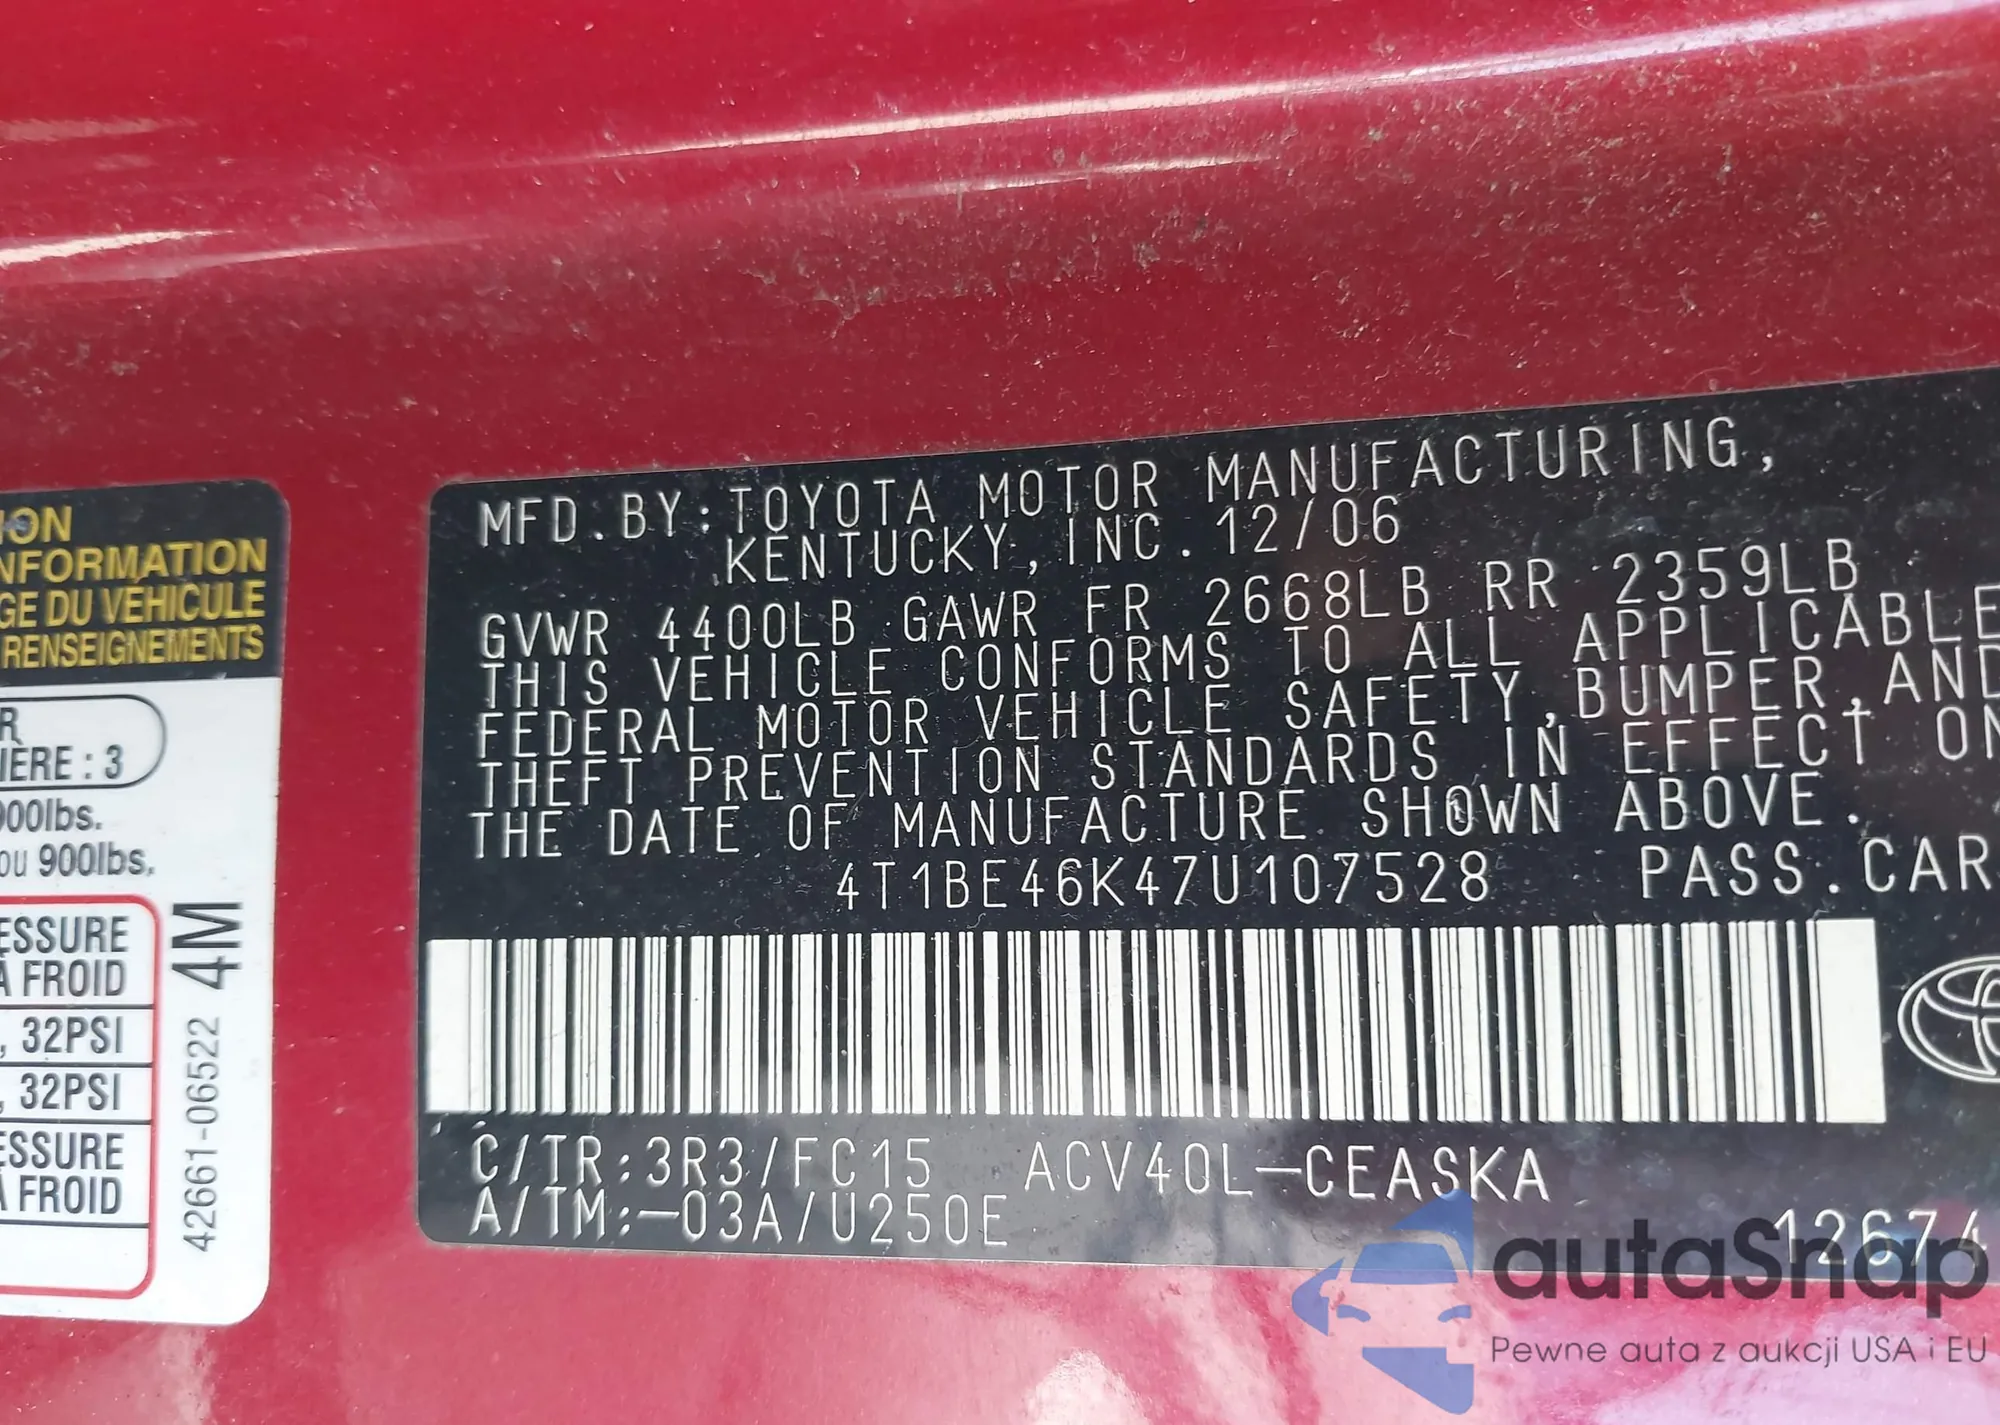 ION
NFORMATION
GE DU VÉHICULE
RENSEIGNEMENTS
R
IÈRE : 3
900lbs.
ou 900lbs.
ESSURE
À FROID
, 32PSI
, 32PSI
ESSURE
À FROID
42661-06522 4M
MFD.BY:TOYOTA MOTOR MANUFACTURING,
KENTUCKY, INC. 12/06
GVWR 4400LB GAWR FR 2668LB RR 2359LB
THIS VEHICLE CONFORMS TO ALL APPLICABLE
FEDERAL MOTOR VEHICLE SAFETY,BUMPER,AND
THEFT PREVENTION STANDARDS IN EFFECT ON
THE DATE OF MANUFACTURE SHOWN ABOVE.
4T1BE46K47U107528 PASS.CAR
C/TR:3R3/FC15 ACV40L-CEASKA
A/TM:-03A/U250E
12674
autaSnap
Pewne auta z aukcji USA i EU